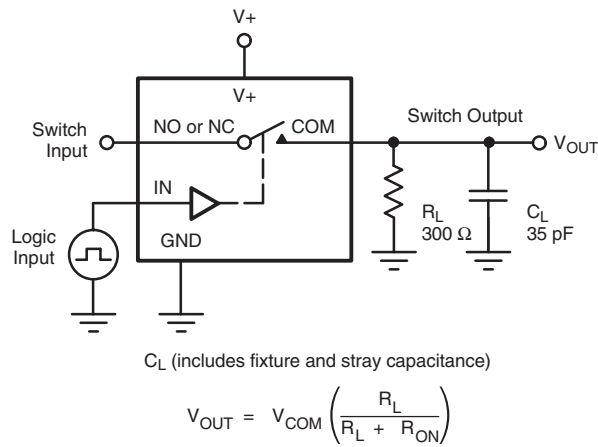 V+
V+
Switch Input
NO or NC
COM
Switch Output
V_OUT
IN
Logic Input
GND
R_L
300 Ω
C_L
35 pF
C_L (includes fixture and stray capacitance)
V_OUT = V_COM (R_L / (R_L + R_ON))